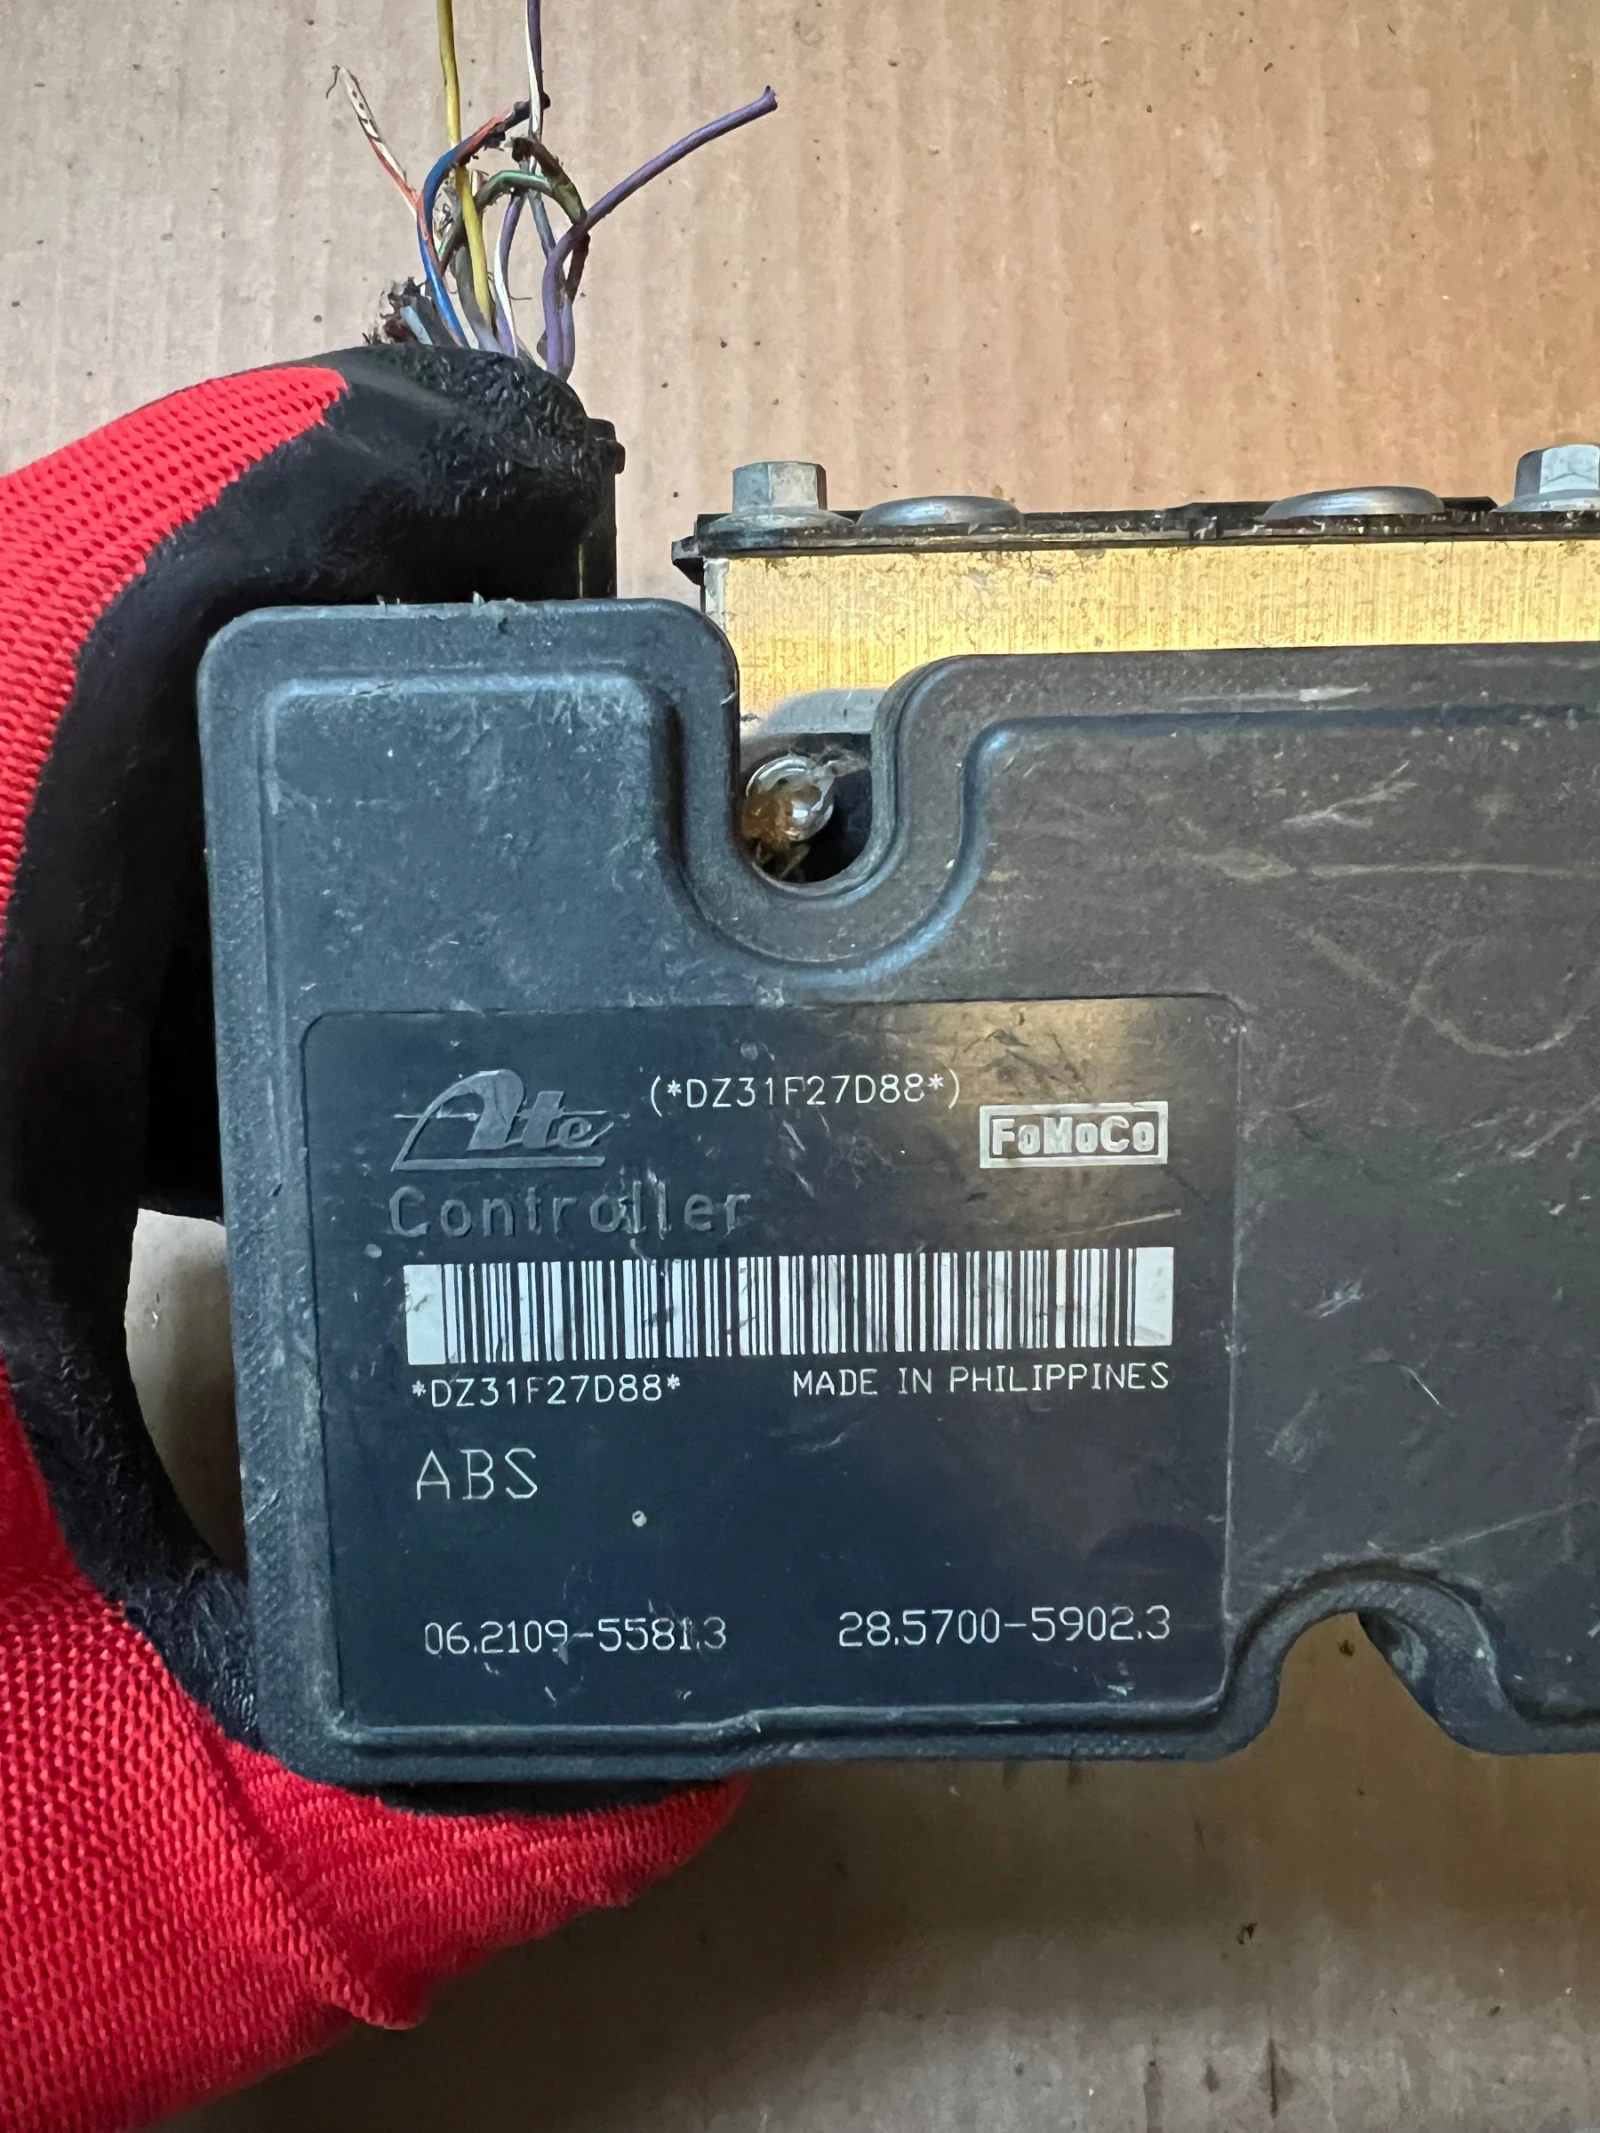 Ate (*DZ31F27D88*) FoMoCo
Controller
*DZ31F27D88* MADE IN PHILIPPINES
ABS
06.2109-5581.3 28.5700-5902.3